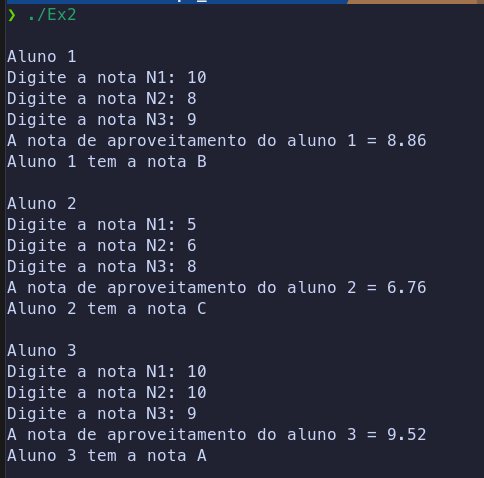 ❯ ./Ex2
Aluno 1
Digite a nota N1: 10
Digite a nota N2: 8
Digite a nota N3: 9
A nota de aproveitamento do aluno 1 = 8.86
Aluno 1 tem a nota B
Aluno 2
Digite a nota N1: 5
Digite a nota N2: 6
Digite a nota N3: 8
A nota de aproveitamento do aluno 2 = 6.76
Aluno 2 tem a nota C
Aluno 3
Digite a nota N1: 10
Digite a nota N2: 10
Digite a nota N3: 9
A nota de aproveitamento do aluno 3 = 9.52
Aluno 3 tem a nota A